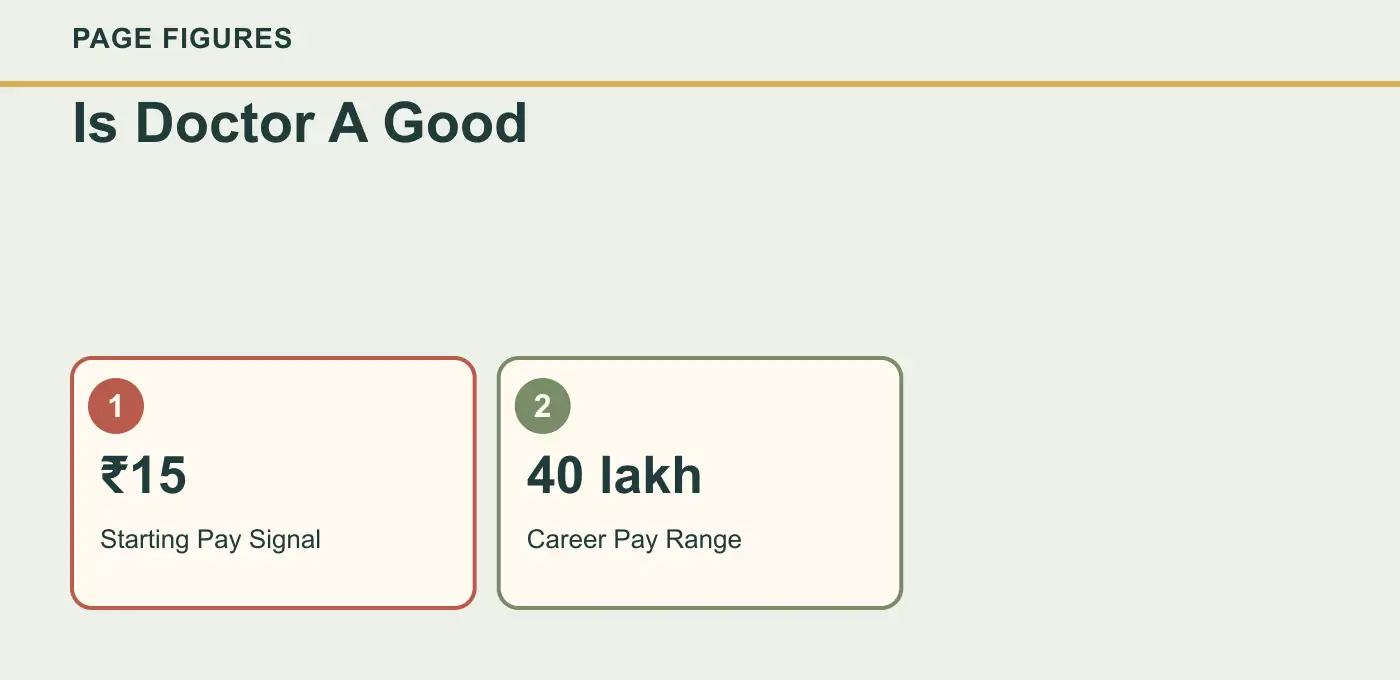 PAGE FIGURES
Is Doctor A Good
1
₹15
Starting Pay Signal
2
40 lakh
Career Pay Range